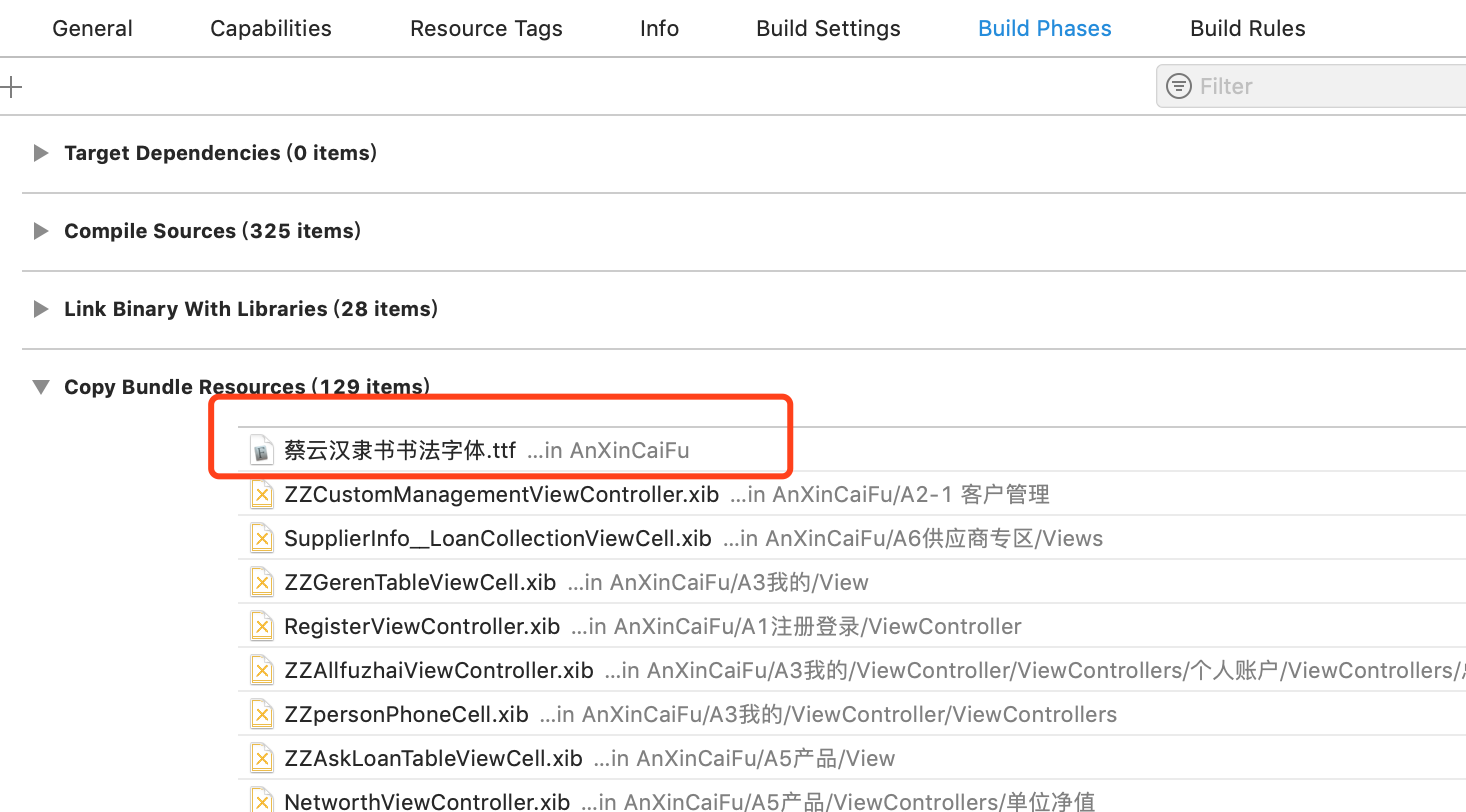 General Capabilities Resource Tags Info Build Settings Build Phases Build Rules
Filter
Target Dependencies (0 items)
Compile Sources (325 items)
Link Binary With Libraries (28 items)
Copy Bundle Resources (129 items)
蔡云汉隶书书法字体.ttf ...in AnXinCaiFu
ZZCustomManagementViewController.xib ...in AnXinCaiFu/A2-1 客户管理
SupplierInfo__LoanCollectionViewCell.xib ...in AnXinCaiFu/A6供应商专区/Views
ZZGerenTableViewCell.xib ...in AnXinCaiFu/A3我的/View
RegisterViewController.xib ...in AnXinCaiFu/A1注册登录/ViewController
ZZAllfuzhaiViewController.xib ...in AnXinCaiFu/A3我的/ViewController/ViewControllers/个人账户/ViewControllers/
ZZpersonPhoneCell.xib ...in AnXinCaiFu/A3我的/ViewController/ViewControllers
ZZAskLoanTableViewCell.xib ...in AnXinCaiFu/A5产品/View
NetworthViewController.xib ...in AnXinCaiFu/A5产品/ViewControllers/单位净值